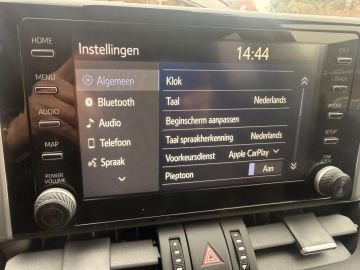 HOME
MENU
AUDIO
MAP
POWER
VOLUME
Instellingen
14:44
Algemeen
Bluetooth
Audio
Telefoon
Spraak
Klok
Taal Nederlands
Beginscherm aanpassen
Taal spraakherkenning Nederlands
Voorkeursdienst Apple CarPlay
Pieptoon Aan
PHONE
SETUP
TUNE